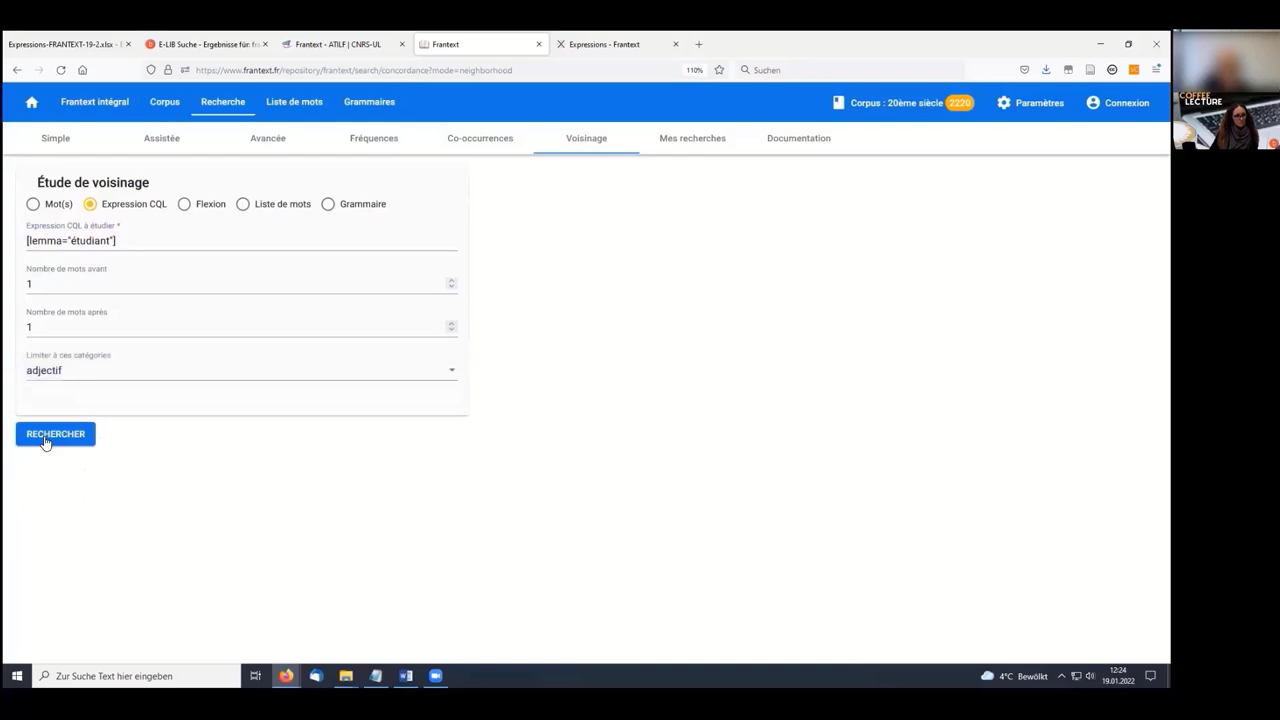 Expressions-FRANTEXT-19-2.xlsx - E
E-LIB Suche - Ergebnisse für: fr
Frantext - ATILF | CNRS-UL
Frantext
Expressions - Frantext
https://www.frantext.fr/repository/frantext/search/concordance?mode=neighborhood
110%
Suchen
Frantext intégral
Corpus
Recherche
Liste de mots
Grammaires
Corpus : 20ème siècle 2220
Paramètres
Connexion
Simple
Assistée
Avancée
Fréquences
Co-occurrences
Voisinage
Mes recherches
Documentation
Étude de voisinage
Mot(s)
Expression CQL
Flexion
Liste de mots
Grammaire
Expression CQL à étudier *
[lemma="étudiant"]
Nombre de mots avant
1
Nombre de mots après
1
Limiter à ces catégories
adjectif
RECHERCHER
COFFEE
LECTURE
Zur Suche Text hier eingeben
4°C Bewölkt
12:24
19.01.2022